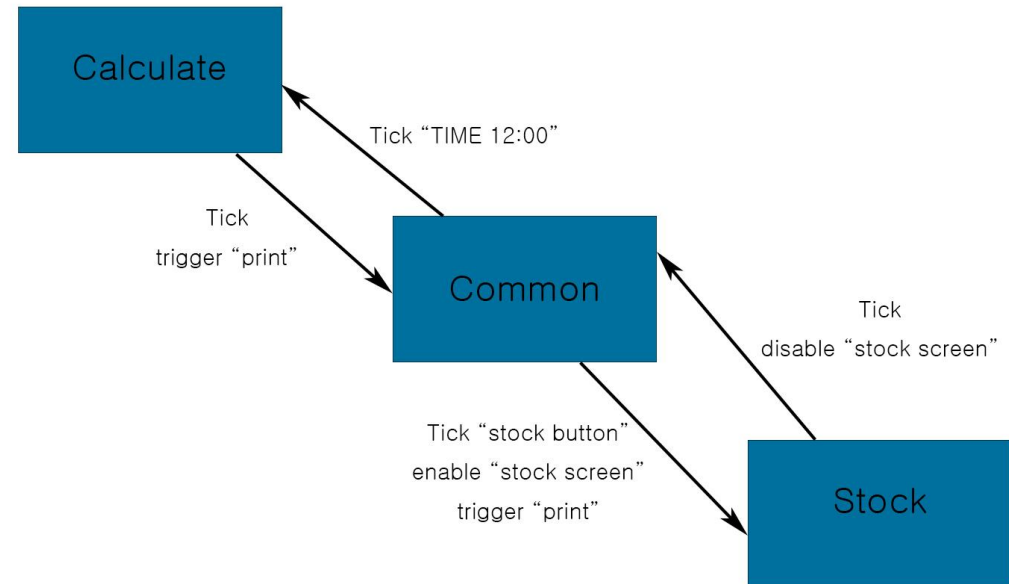 Calculate
Tick “TIME 12:00”
Tick
trigger “print”
Common
Tick
disable “stock screen”
Tick “stock button”
enable “stock screen”
trigger “print”
Stock